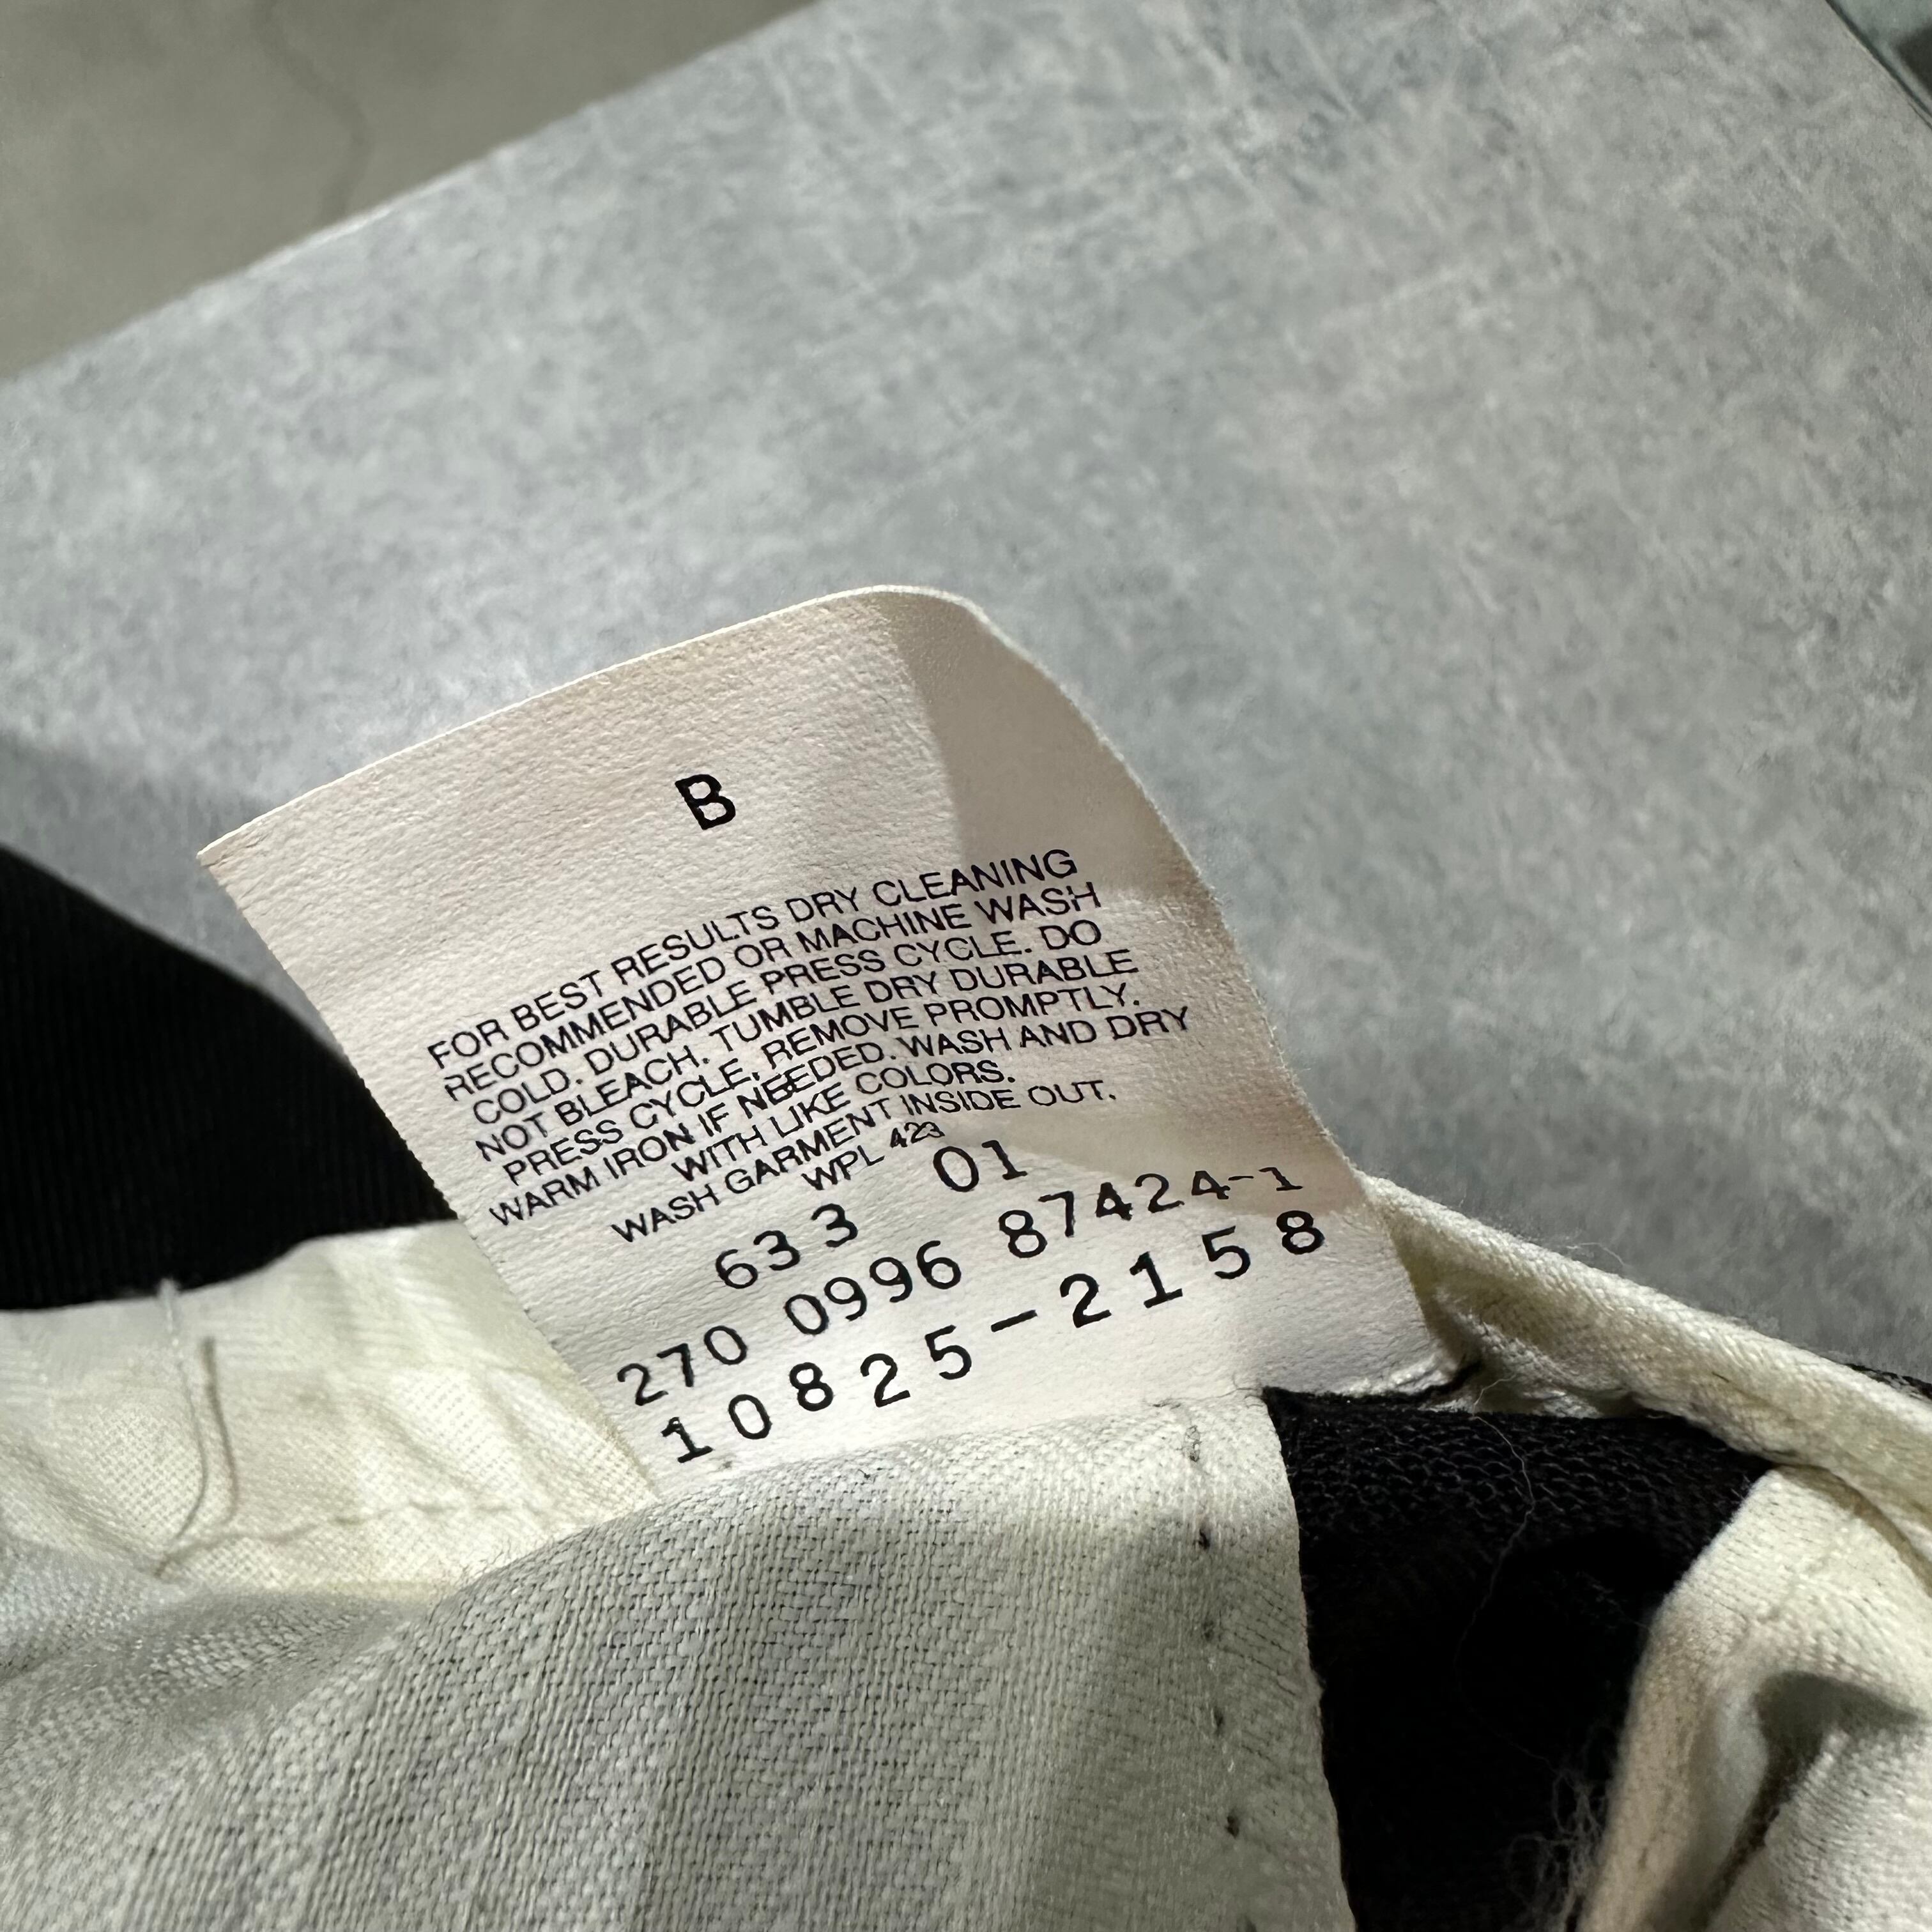 B
FOR BEST RESULTS DRY CLEANING
RECOMMENDED OR MACHINE WASH
COLD. DURABLE PRESS CYCLE. DO
NOT BLEACH. TUMBLE DRY DURABLE
PRESS CYCLE, REMOVE PROMPTLY.
WARM IRON IF NEEDED. WASH AND DRY
WITH LIKE COLORS.
WASH GARMENT INSIDE OUT.
WPL 423
633 01
270 0996 87424-1
10825-2158